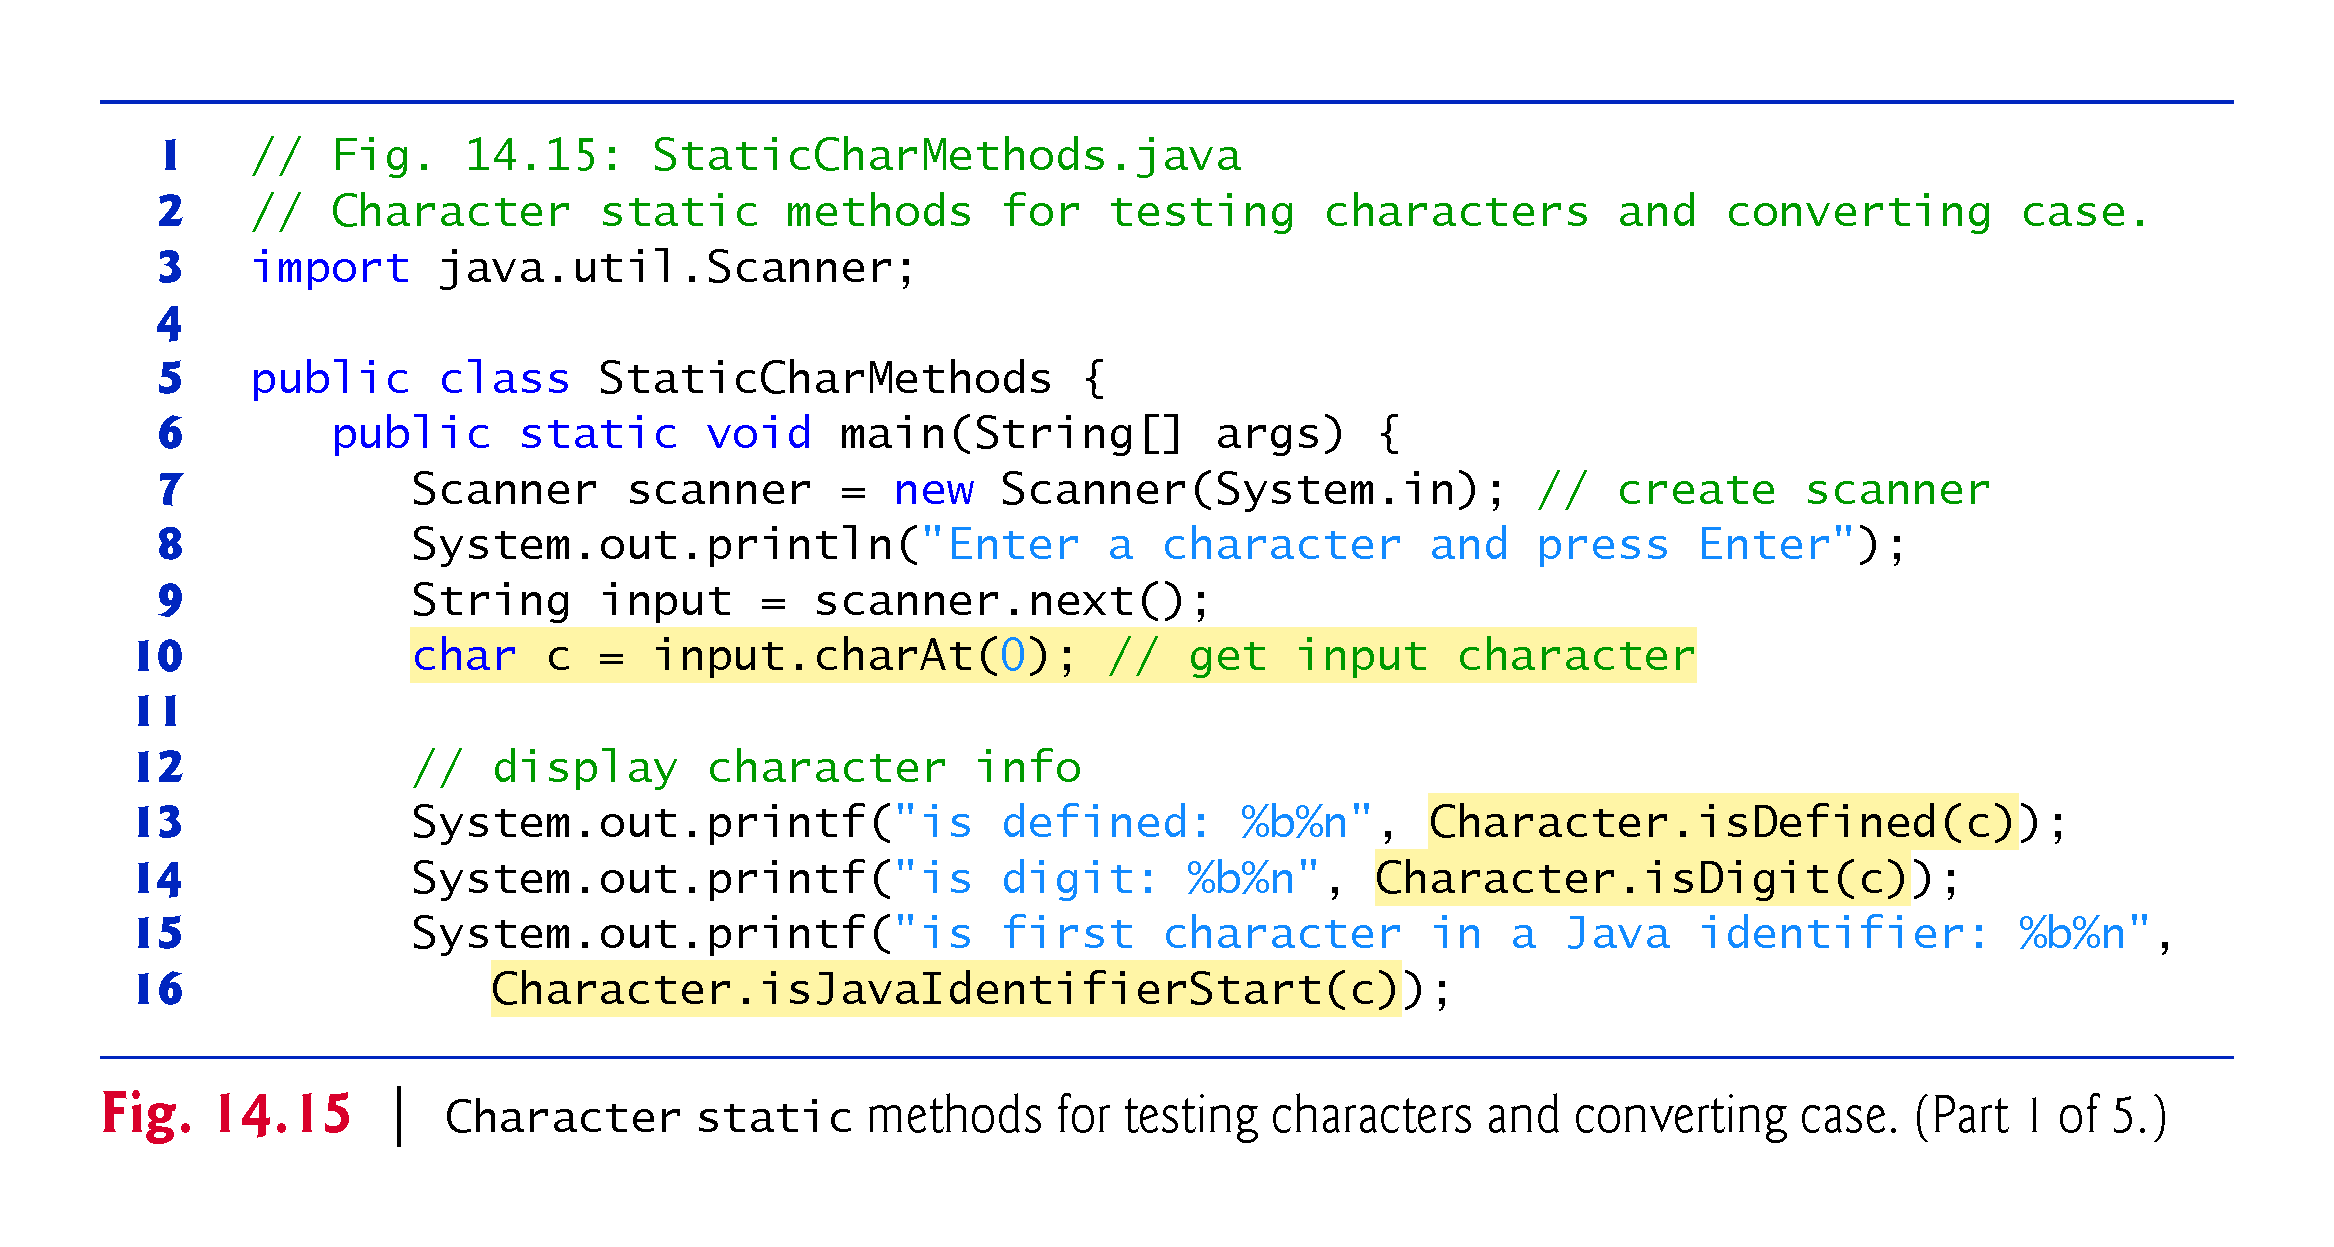 1 // Fig. 14.15: StaticCharMethods.java
2 // Character static methods for testing characters and converting case.
3 import java.util.Scanner;
4
5 public class StaticCharMethods {
6    public static void main(String[] args) {
7       Scanner scanner = new Scanner(System.in); // create scanner
8       System.out.println("Enter a character and press Enter");
9       String input = scanner.next();
10       char c = input.charAt(0); // get input character
11
12       // display character info
13       System.out.printf("is defined: %b%n", Character.isDefined(c));
14       System.out.printf("is digit: %b%n", Character.isDigit(c));
15       System.out.printf("is first character in a Java identifier: %b%n",
16          Character.isJavaIdentifierStart(c));
Fig. 14.15 | Character static methods for testing characters and converting case. (Part 1 of 5.)